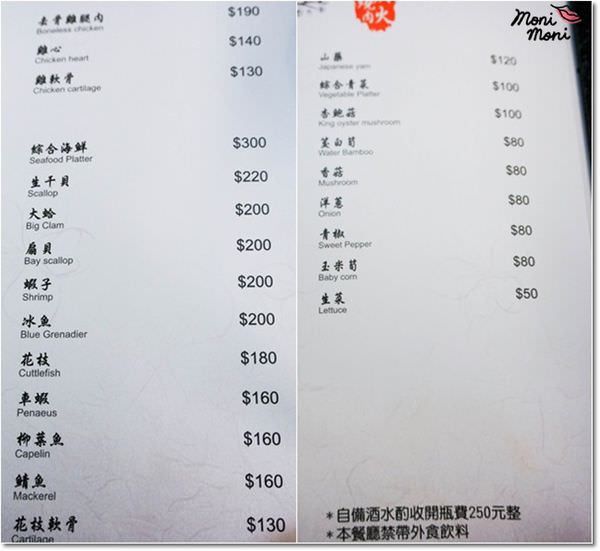 去骨雞腿肉 $190
Boneless chicken
雞心 $140
Chicken heart
雞軟骨 $130
Chicken cartilage
綜合海鮮 $300
Seafood Platter
生干貝 $220
Scallop
大蛤 $200
Big Clam
扇貝 $200
Bay scallop
蝦子 $200
Shrimp
冰魚 $200
Blue Grenadier
花枝 $180
Cuttlefish
車蝦 $160
Penaeus
柳葉魚 $160
Capelin
鯖魚 $160
Mackerel
花枝軟骨 $130
Cartilage
火
肉
Moni
Moni
山藥 $120
Japanese yam
綜合青菜 $100
Vegetable Platter
杏鮑菇 $100
King oyster mushroom
茭白筍 $80
Water Bamboo
香菇 $80
Mushroom
洋蔥 $80
Onion
青椒 $80
Sweet Pepper
玉米筍 $80
Baby corn
生菜 $50
Lettuce
*自備酒水酌收開瓶費250元整
*本餐廳禁帶外食飲料